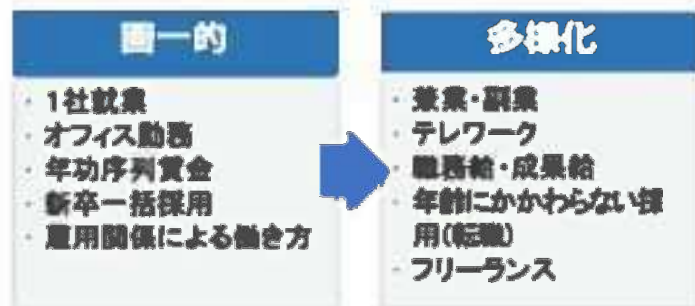 画一的
・1社就業
・オフィス勤務
・年功序列賃金
・新卒一括採用
・雇用関係による働き方
多様化
・兼業・副業
・テレワーク
・職務給・成果給
・年齢にかかわらない採
用(転職)
・フリーランス